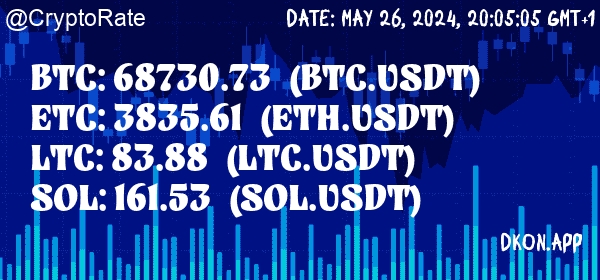 @CryptoRate
DATE: MAY 26, 2024, 20:05:05 GMT+1
BTC: 68730.73 (BTC.USDT)
ETC: 3835.61 (ETH.USDT)
LTC: 83.88 (LTC.USDT)
SOL: 161.53 (SOL.USDT)
DKON.APP